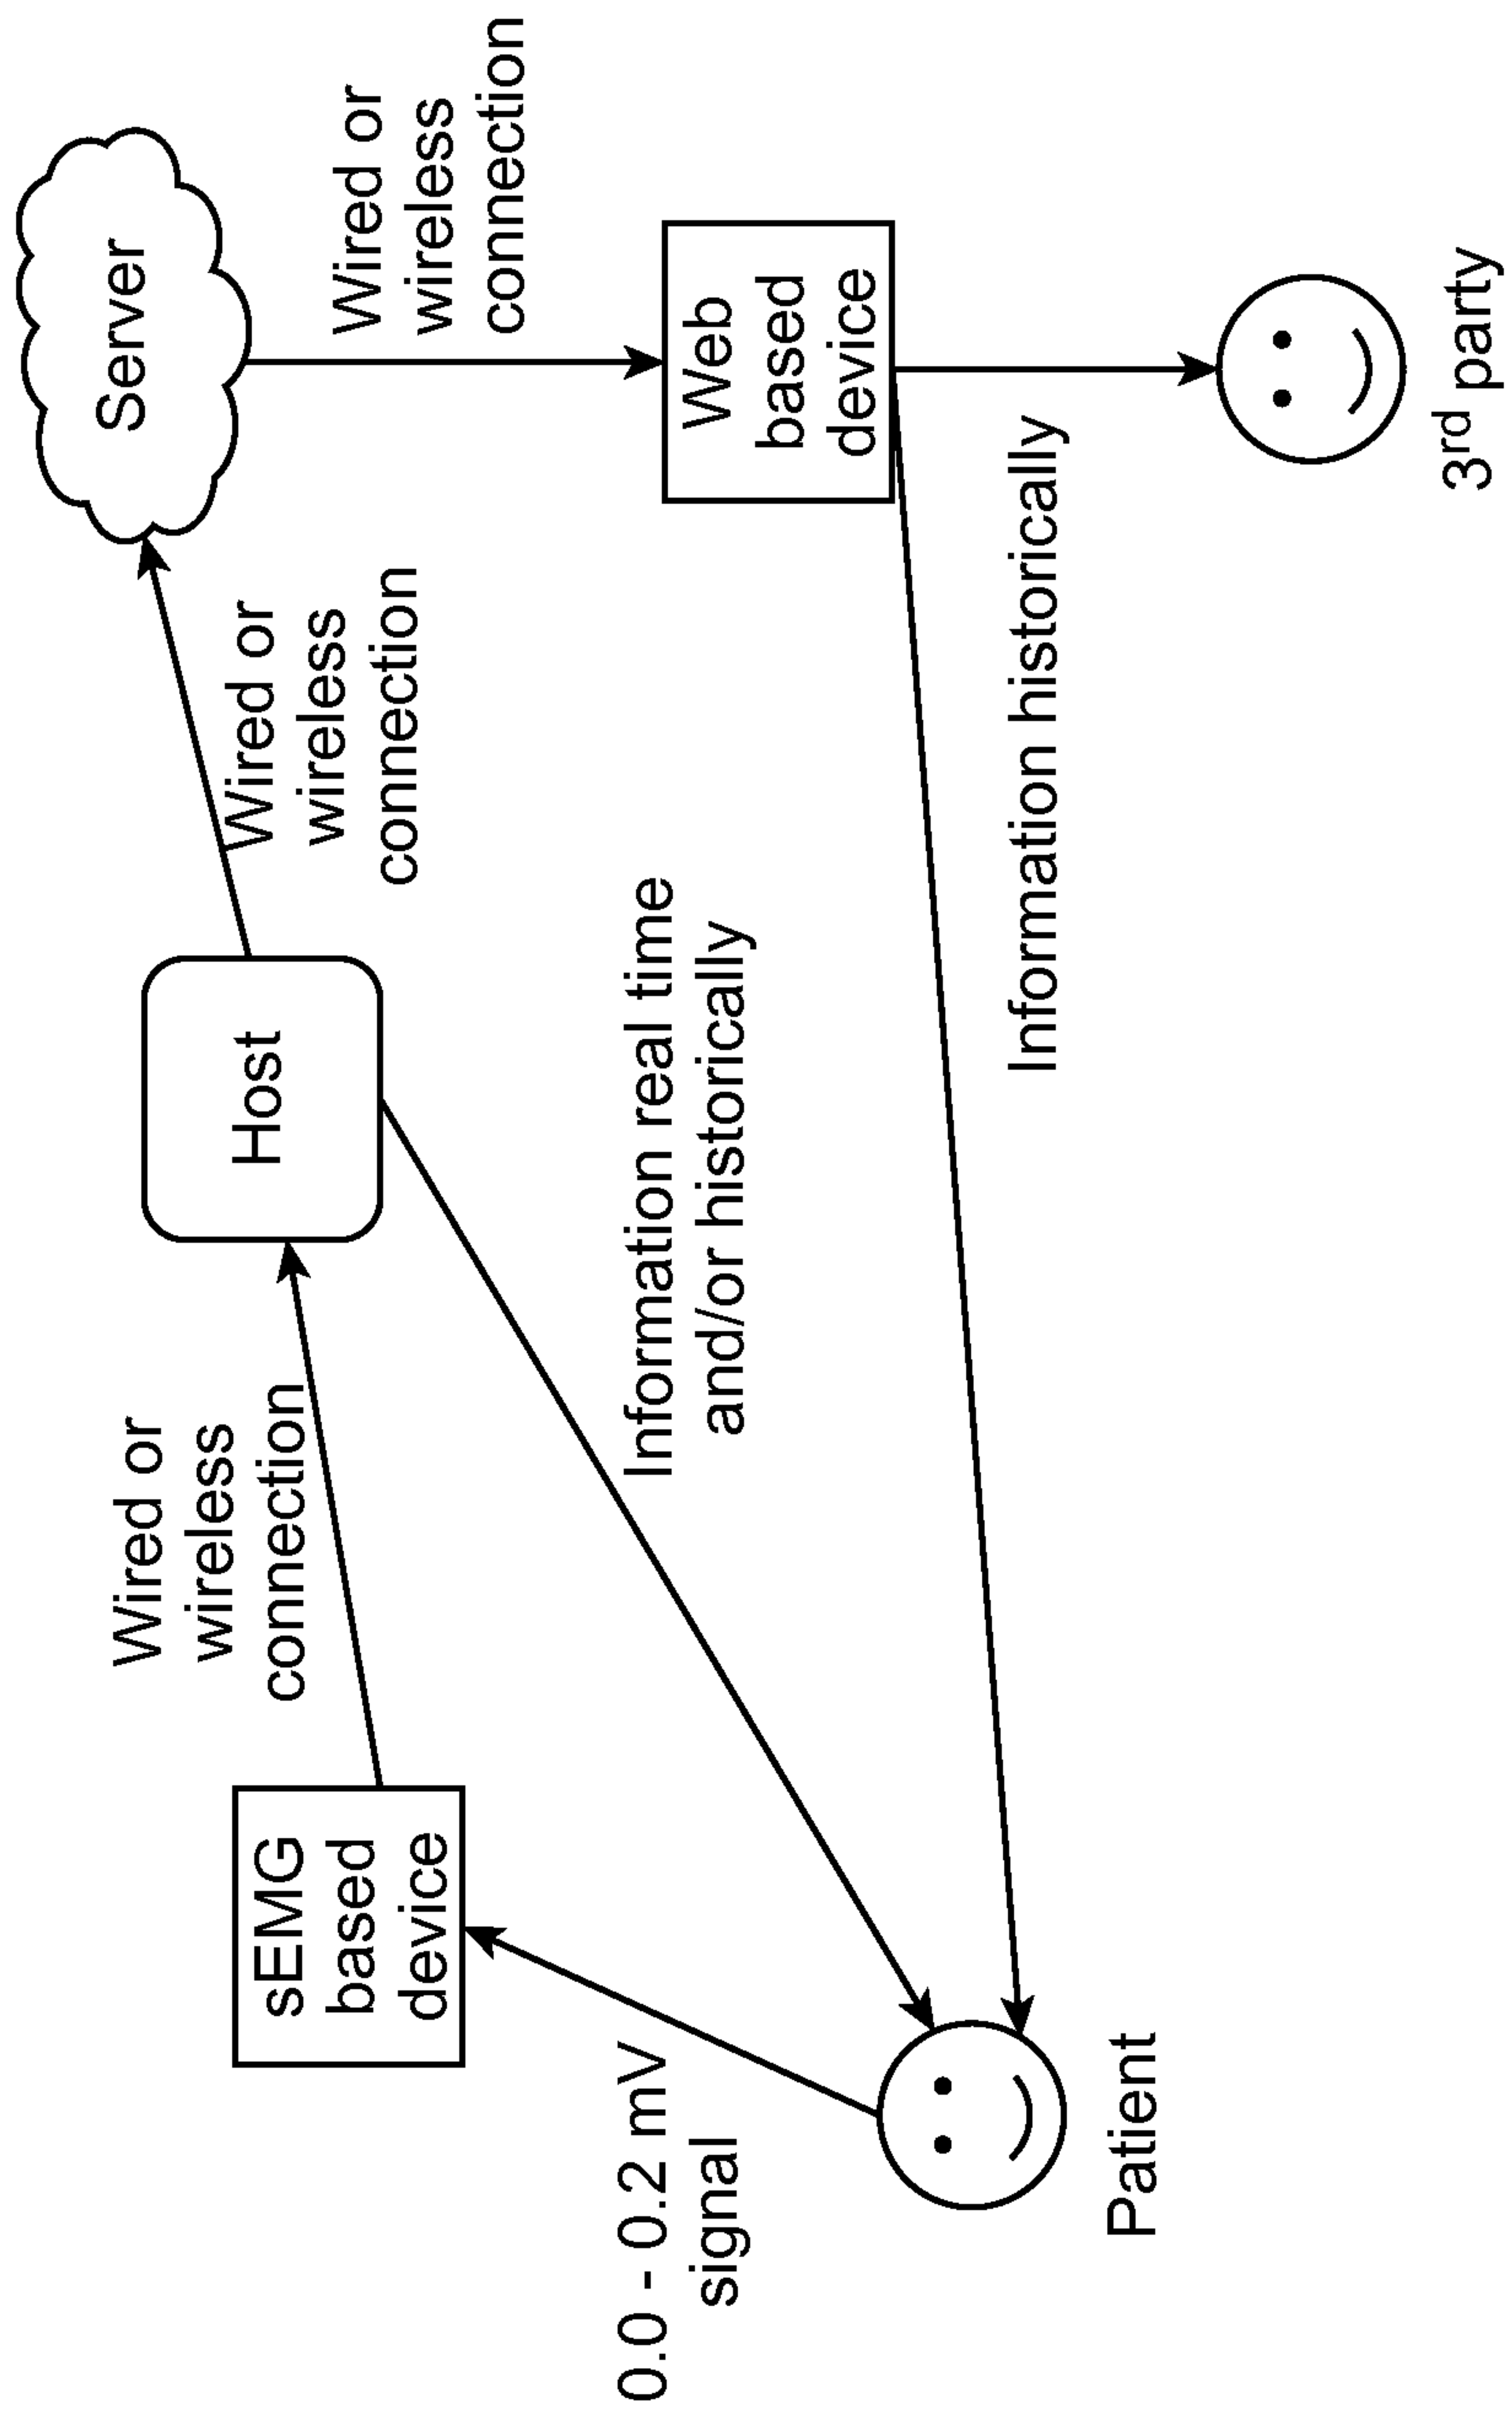 Server
Wired or
wireless
connection
Host
Wired or
wireless
connection
Wired or
wireless
connection
sEMG
based
device
Web
based
device
Information real time
and/or historically
0.0 - 0.2 mV
signal
Information historically
Patient
3rd party